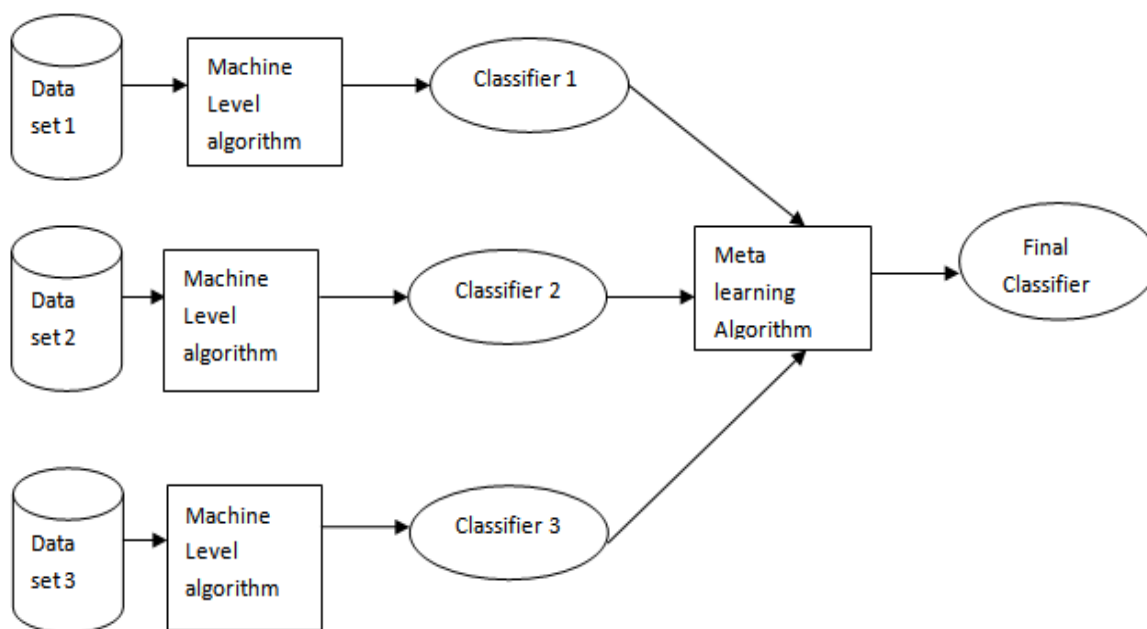 Data
set 1
Machine
Level
algorithm
Classifier 1
Data
set 2
Machine
Level
algorithm
Classifier 2
Meta
learning
Algorithm
Final
Classifier
Data
set 3
Machine
Level
algorithm
Classifier 3